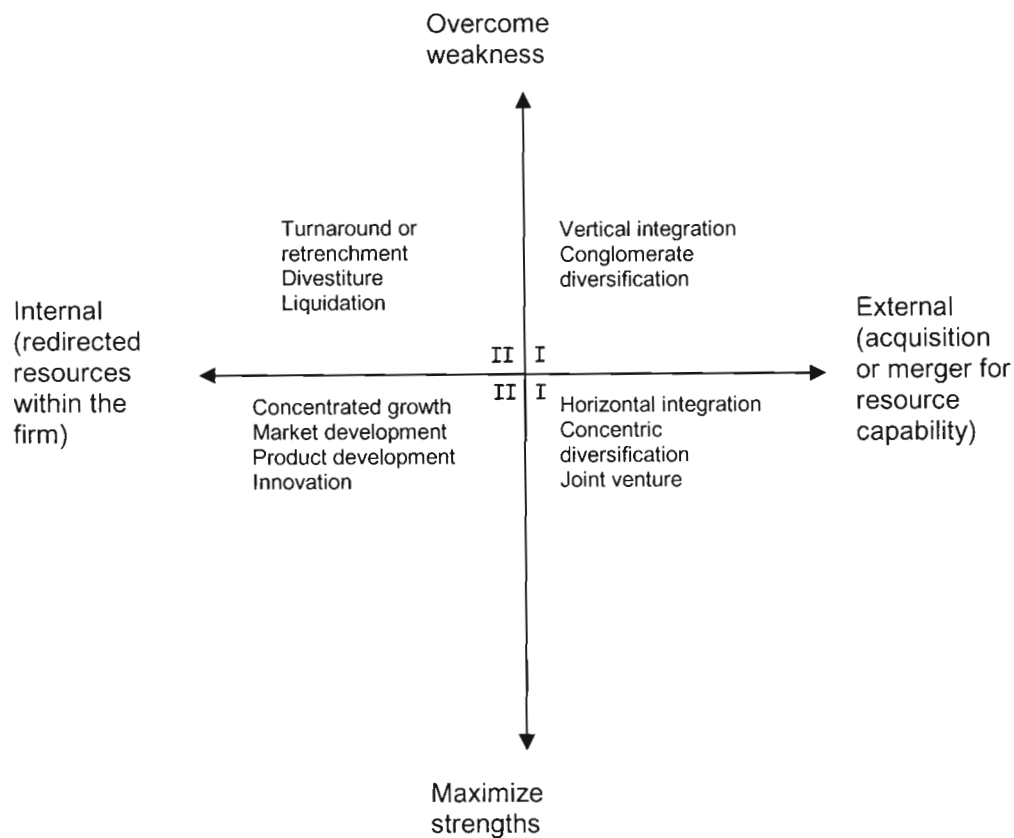 Overcome
weakness
Turnaround or
retrenchment
Divestiture
Liquidation
Vertical integration
Conglomerate
diversification
Internal
(redirected
resources
within the
firm)
External
(acquisition
or merger for
resource
capability)
II I
II I
Concentrated growth
Market development
Product development
Innovation
Horizontal integration
Concentric
diversification
Joint venture
Maximize
strengths